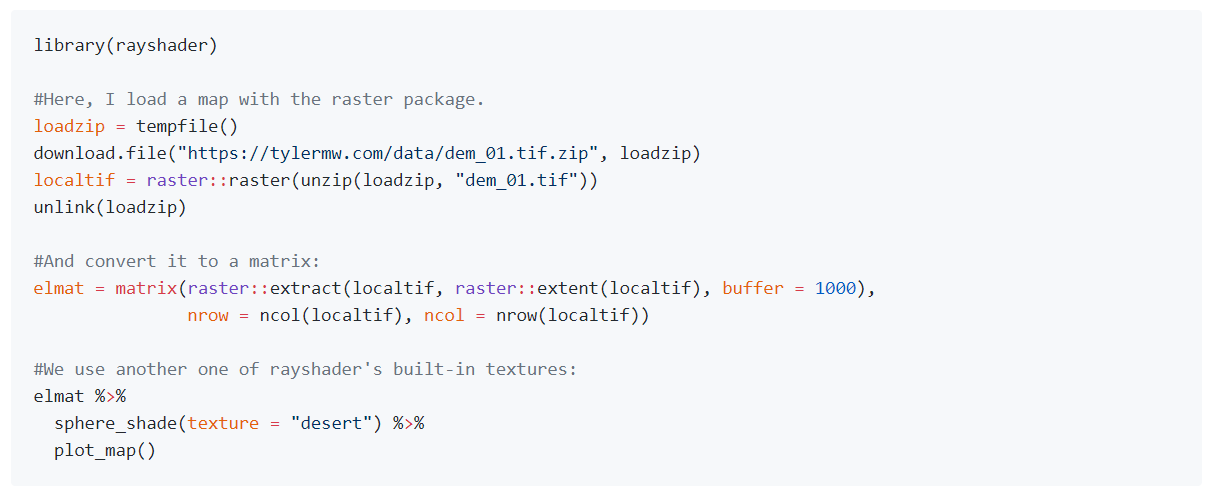 library(rayshader)
#Here, I load a map with the raster package.
loadzip = tempfile()
download.file("https://tylermw.com/data/dem_01.tif.zip", loadzip)
localtif = raster::raster(unzip(loadzip, "dem_01.tif"))
unlink(loadzip)
#And convert it to a matrix:
elmat = matrix(raster::extract(localtif, raster::extent(localtif), buffer = 1000),
nrow = ncol(localtif), ncol = nrow(localtif))
#We use another one of rayshader's built-in textures:
elmat %>%
sphere_shade(texture = "desert") %>%
plot_map()